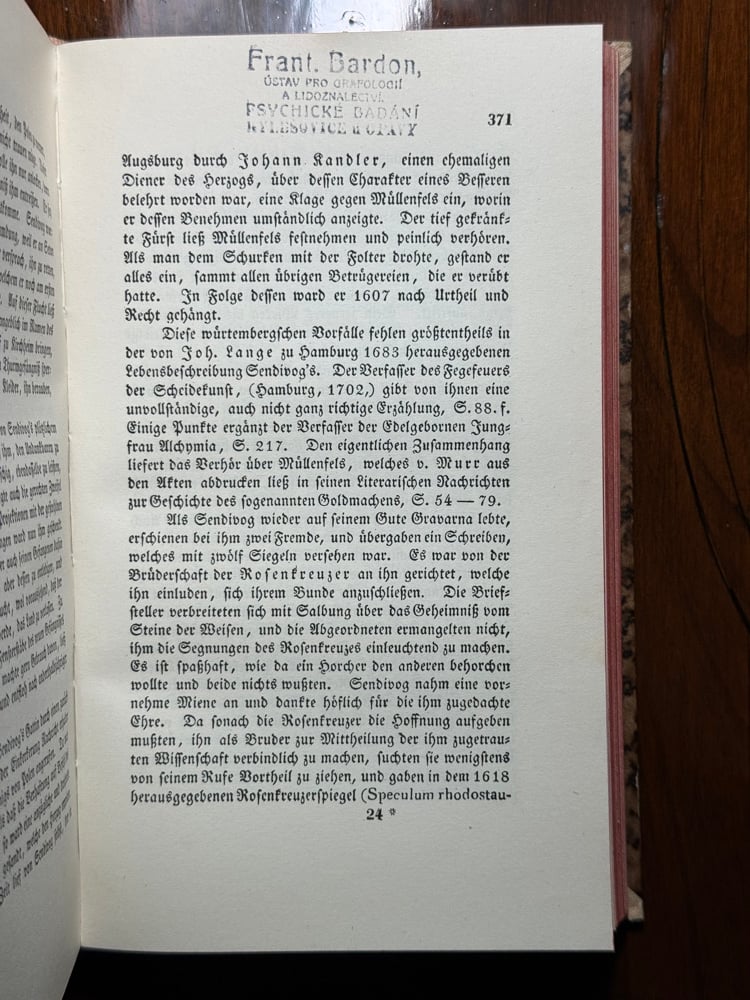 Frant. Bardon,
ÚSTAV PRO GRAFOLOGII
A LIDOZNALECTVÍ.
PSYCHICKÉ BADÁNÍ
KYLEŠOVICE u OPAVY
371
Augsburg durch Johann Kandler, einen ehemaligen
Diener des Herzogs, über dessen Charakter eines Besseren
belehrt worden war, eine Klage gegen Müllenfels ein, worin
er dessen Benehmen umständlich anzeigte. Der tief gekränk=
te Fürst ließ Müllenfels festnehmen und peinlich verhören.
Als man dem Schurken mit der Folter drohte, gestand er
alles ein, sammt allen übrigen Betrügereien, die er verübt
hatte. In Folge dessen ward er 1607 nach Urtheil und
Recht gehängt.
Diese würtembergschen Vorfälle fehlen größtentheils in
der von Joh. Lange zu Hamburg 1683 herausgegebenen
Lebensbeschreibung Sendivog's. Der Verfasser des Fegefeuers
der Scheidekunst, (Hamburg, 1702,) gibt von ihnen eine
unvollständige, auch nicht ganz richtige Erzählung, S. 88. f.
Einige Punkte ergänzt der Verfasser der Edelgebornen Jung=
frau Alchymia, S. 217. Den eigentlichen Zusammenhang
liefert das Verhör über Müllenfels, welches v. Murr aus
den Akten abdrucken ließ in seinen Literarischen Nachrichten
zur Geschichte des sogenannten Goldmachens, S. 54 — 79.
Als Sendivog wieder auf seinem Gute Gravarna lebte,
erschienen bei ihm zwei Fremde, und übergaben ein Schreiben,
welches mit zwölf Siegeln versehen war. Es war von der
Brüderschaft der Rosenkreuzer an ihn gerichtet, welche
ihn einluden, sich ihrem Bunde anzuschließen. Die Brief=
steller verbreiteten sich mit Salbung über das Geheimniß vom
Steine der Weisen, und die Abgeordneten ermangelten nicht,
ihm die Segnungen des Rosenkreuzes einleuchtend zu machen.
Es ist spaßhaft, wie da ein Horcher den anderen behorchen
wollte und beide nichts wußten. Sendivog nahm eine vor=
nehme Miene an und dankte höflich für die ihm zugedachte
Ehre. Da sonach die Rosenkreuzer die Hoffnung aufgeben
mußten, ihn als Bruder zur Mittheilung der ihm zugetrau=
ten Wissenschaft verbindlich zu machen, suchten sie wenigstens
von seinem Rufe Vortheil zu ziehen, und gaben in dem 1618
herausgegebenen Rosenkreuzerspiegel (Speculum rhodostau-
24 *